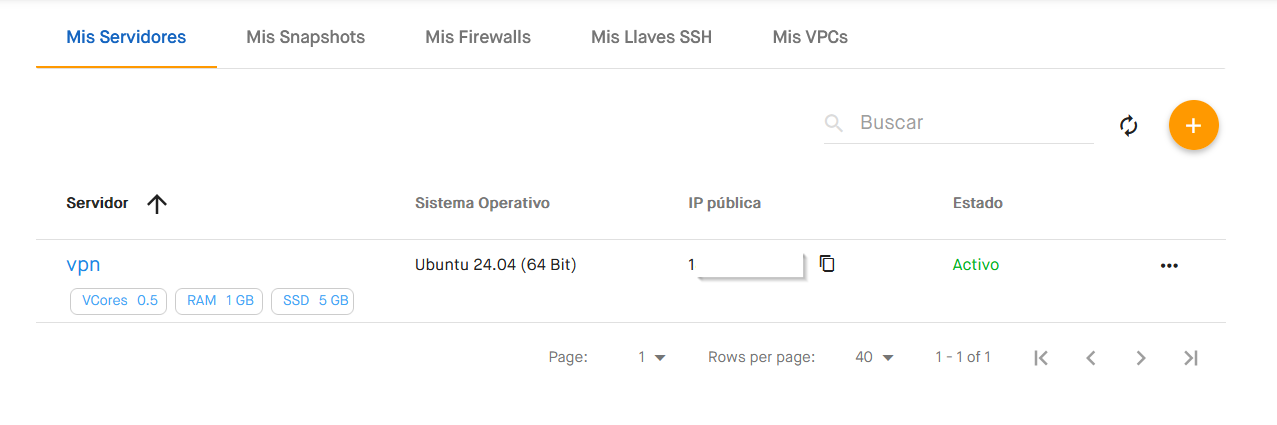 Mis Servidores Mis Snapshots Mis Firewalls Mis Llaves SSH Mis VPCs
Buscar
Servidor Sistema Operativo IP pública Estado
vpn Ubuntu 24.04 (64 Bit) 1 Activo
VCores 0.5 RAM 1 GB SSD 5 GB
Page: 1 Rows per page: 40 1 - 1 of 1